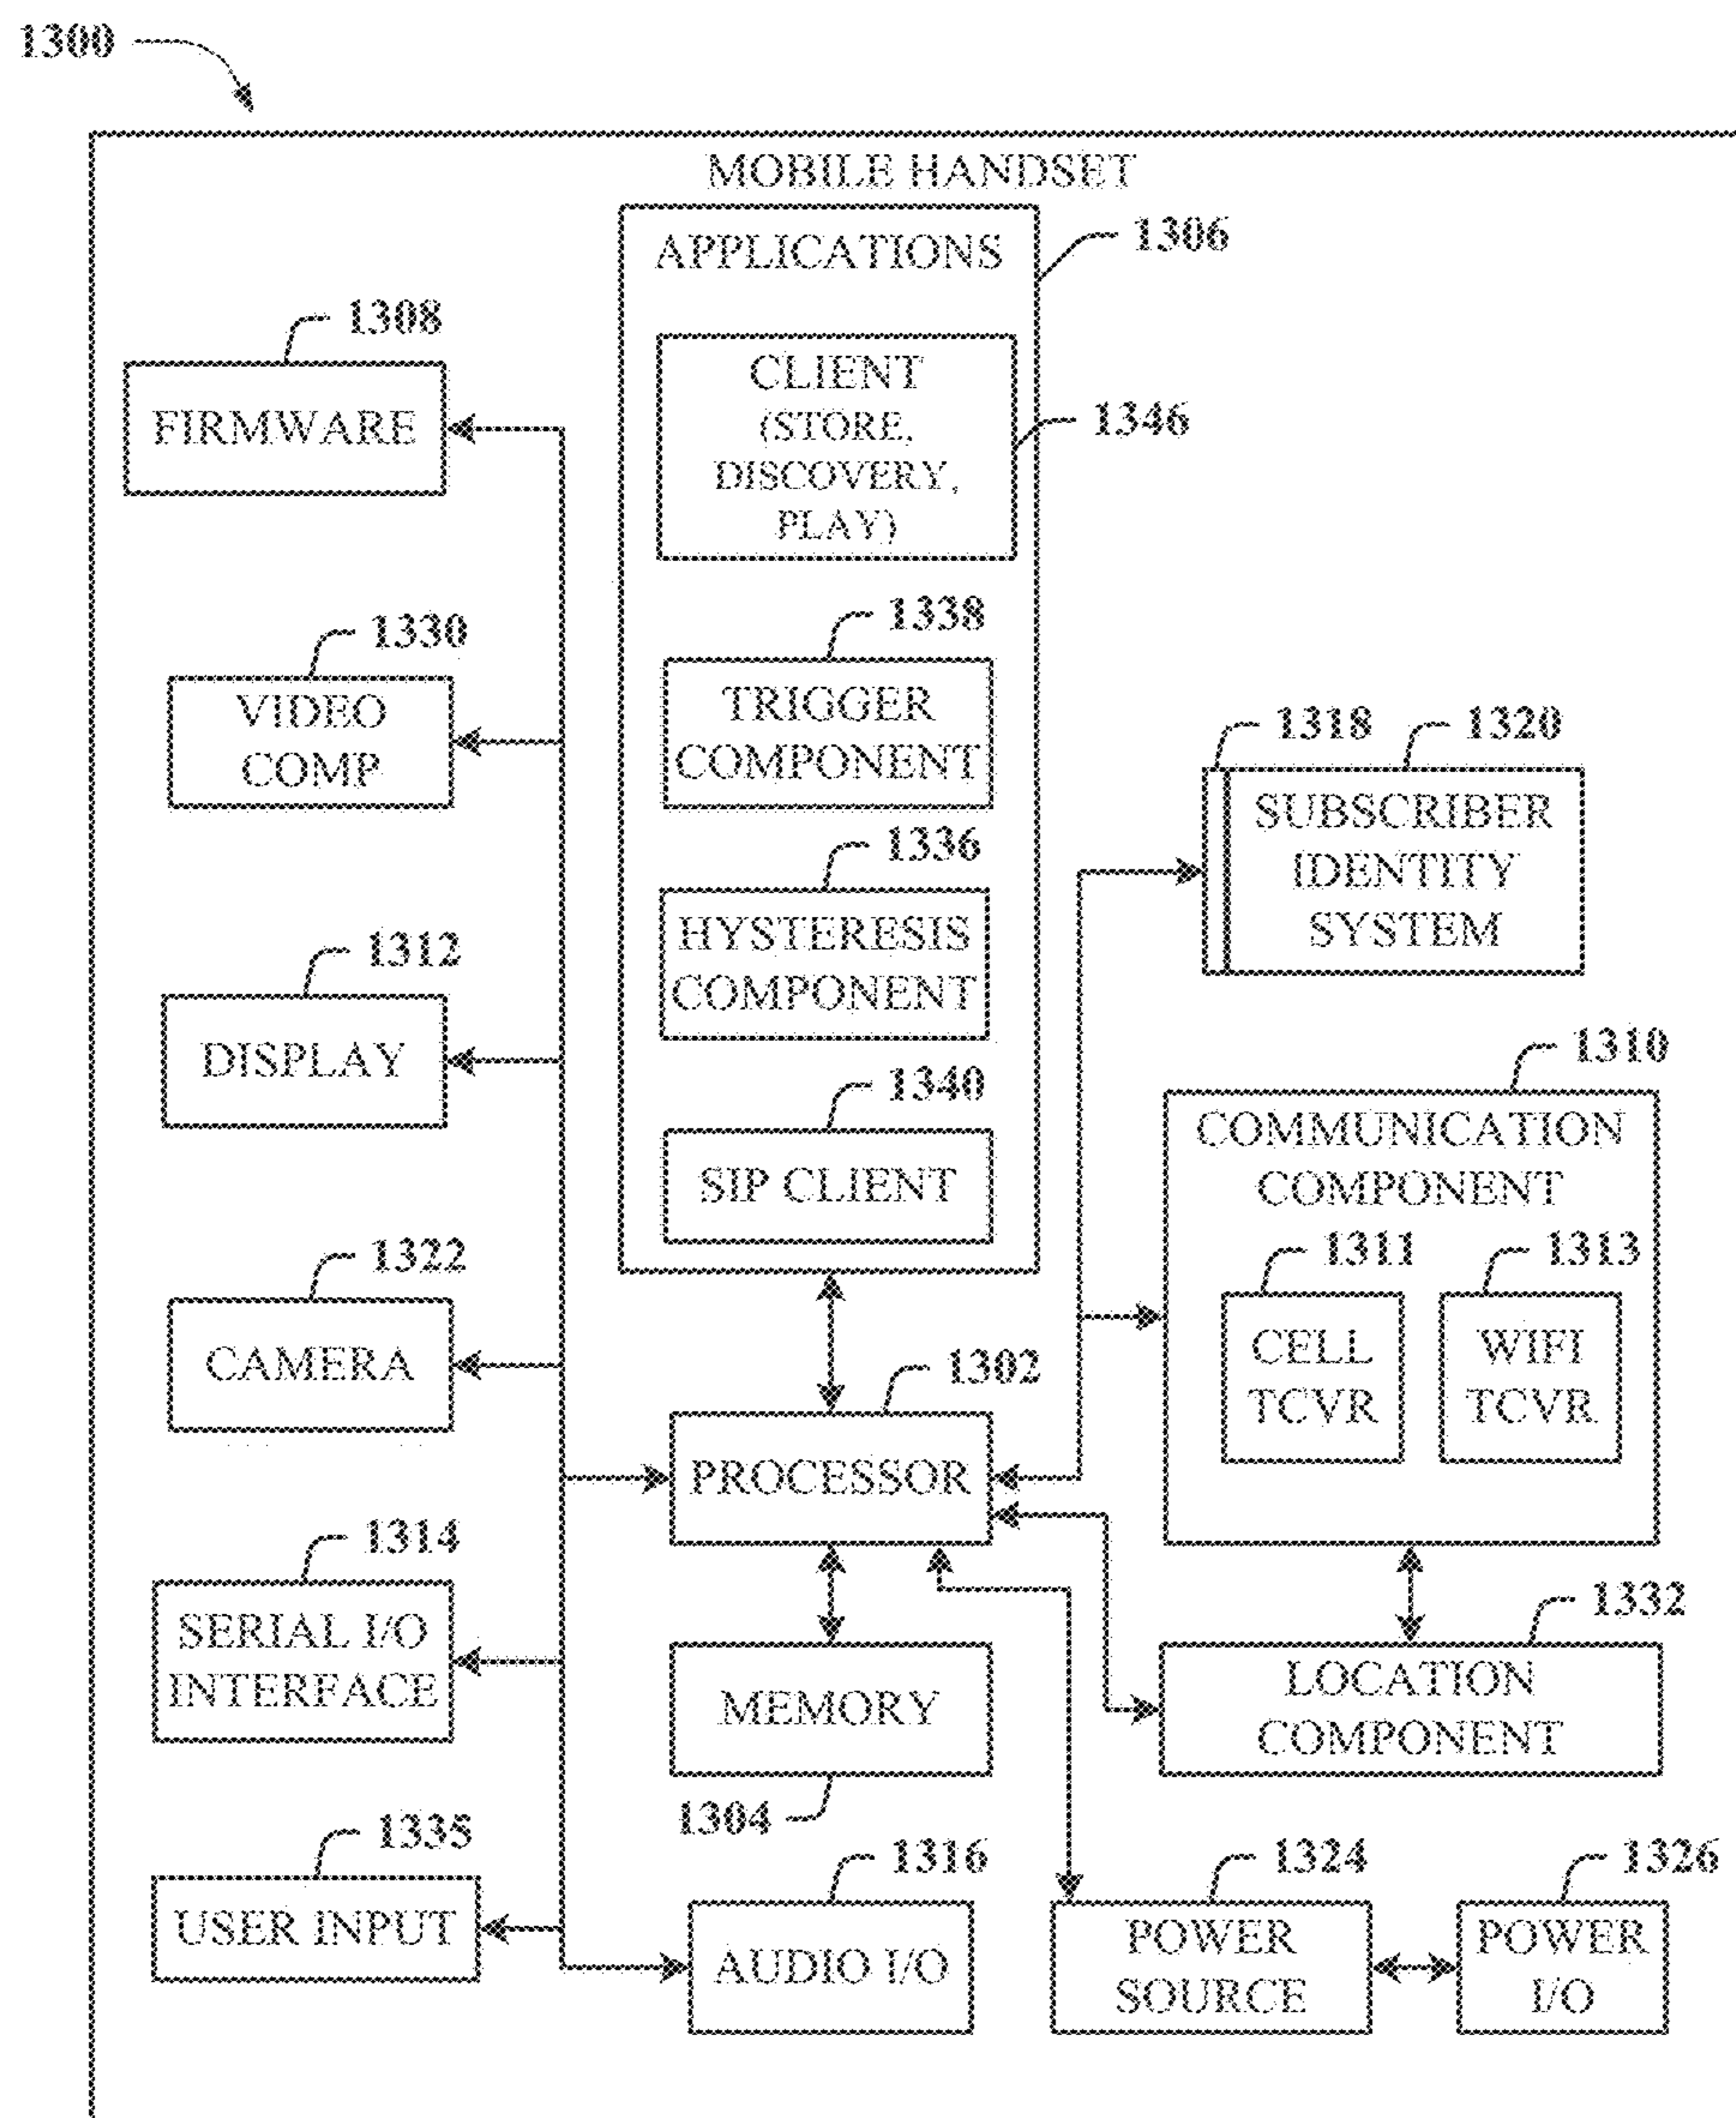 1300
MOBILE HANDSET
APPLICATIONS
1306
1308
FIRMWARE
CLIENT
(STORE,
DISCOVERY,
PLAY)
1346
1330
VIDEO
COMP
1338
TRIGGER
COMPONENT
1336
HYSTERESIS
COMPONENT
1318
1320
SUBSCRIBER
IDENTITY
SYSTEM
1312
DISPLAY
1340
SIP CLIENT
1310
COMMUNICATION
COMPONENT
1311
1313
CELL
TCVR
WIFI
TCVR
1322
CAMERA
1302
PROCESSOR
1314
SERIAL I/O
INTERFACE
MEMORY
1304
1332
LOCATION
COMPONENT
1335
USER INPUT
1316
AUDIO I/O
1324
POWER
SOURCE
1326
POWER
I/O